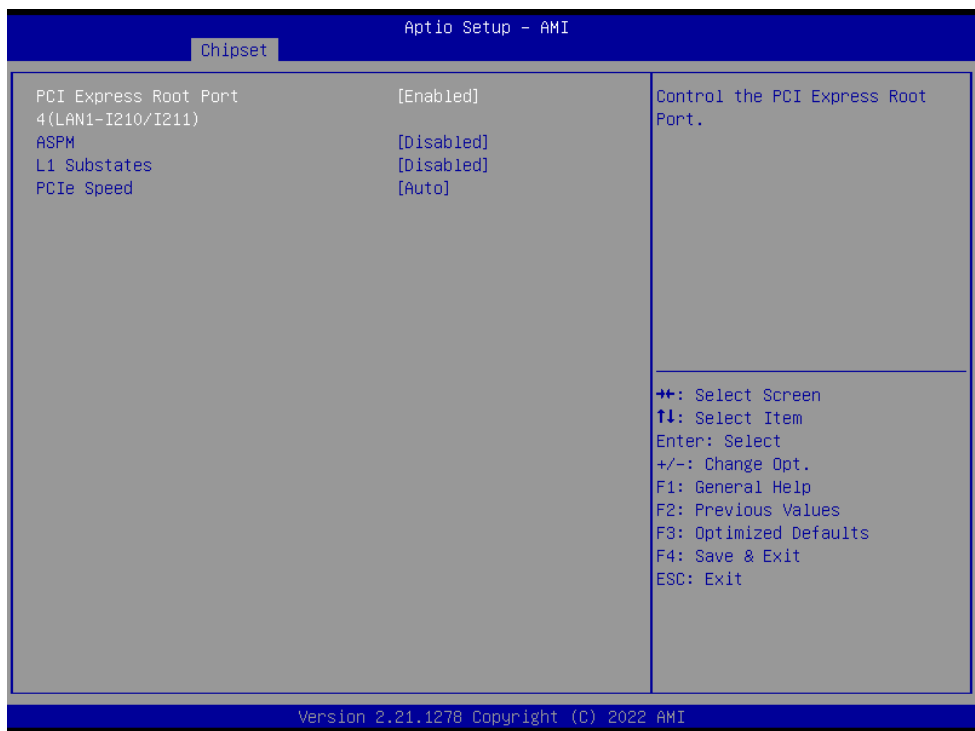 Aptio Setup – AMI
Chipset
PCI Express Root Port [Enabled]
4(LAN1-I210/I211)
ASPM [Disabled]
L1 Substates [Disabled]
PCIe Speed [Auto]
Control the PCI Express Root
Port.
→←: Select Screen
↑↓: Select Item
Enter: Select
+/-: Change Opt.
F1: General Help
F2: Previous Values
F3: Optimized Defaults
F4: Save & Exit
ESC: Exit
Version 2.21.1278 Copyright (C) 2022 AMI